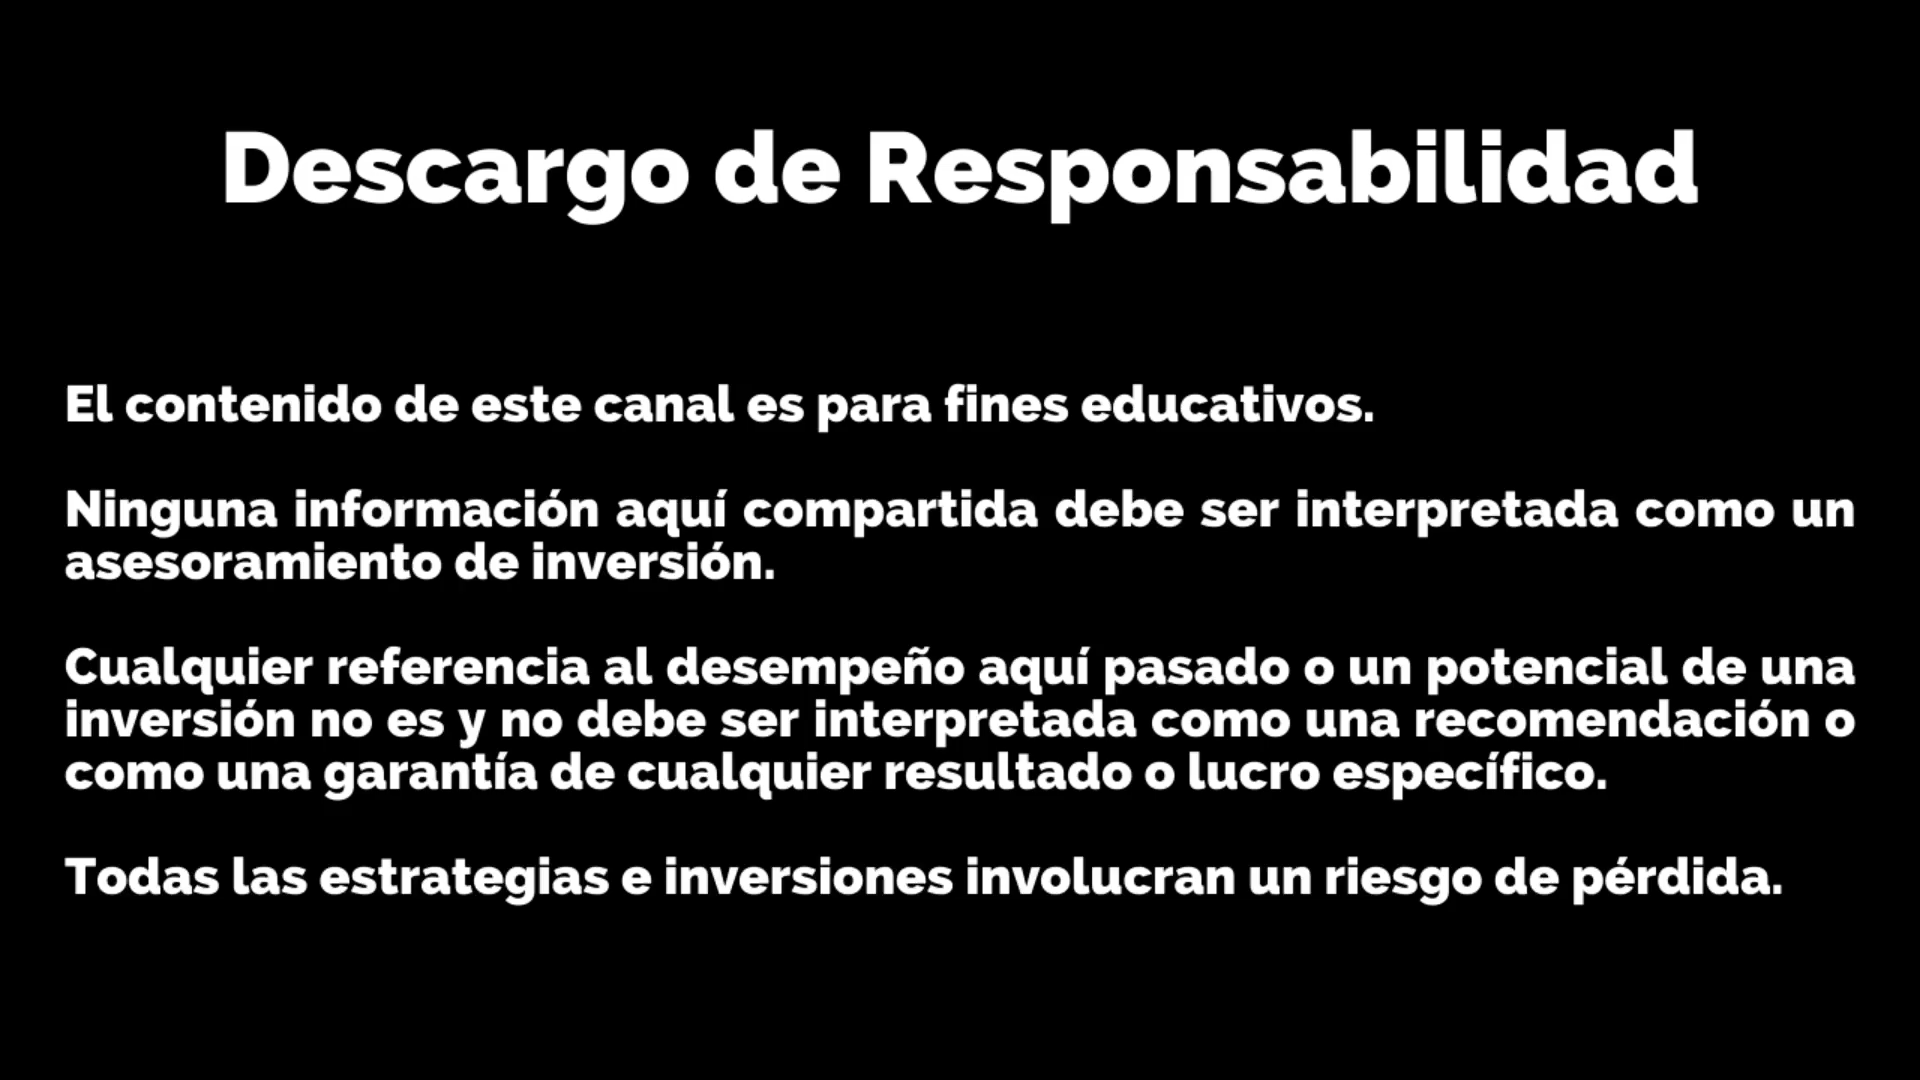 Descargo de Responsabilidad
El contenido de este canal es para fines educativos.
Ninguna información aquí compartida debe ser interpretada como un
asesoramiento de inversión.
Cualquier referencia al desempeño aquí pasado o un potencial de una
inversión no es y no debe ser interpretada como una recomendación o
como una garantía de cualquier resultado o lucro específico.
Todas las estrategias e inversiones involucran un riesgo de pérdida.